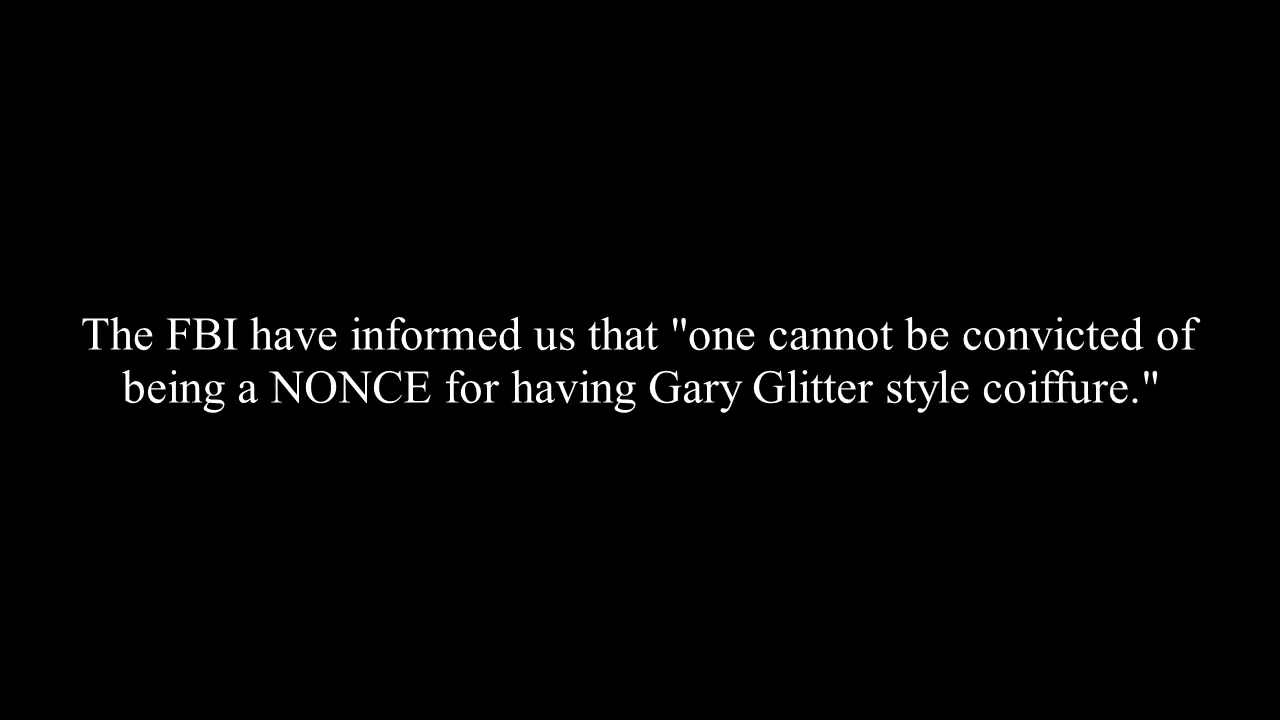 The FBI have informed us that "one cannot be convicted of
being a NONCE for having Gary Glitter style coiffure."